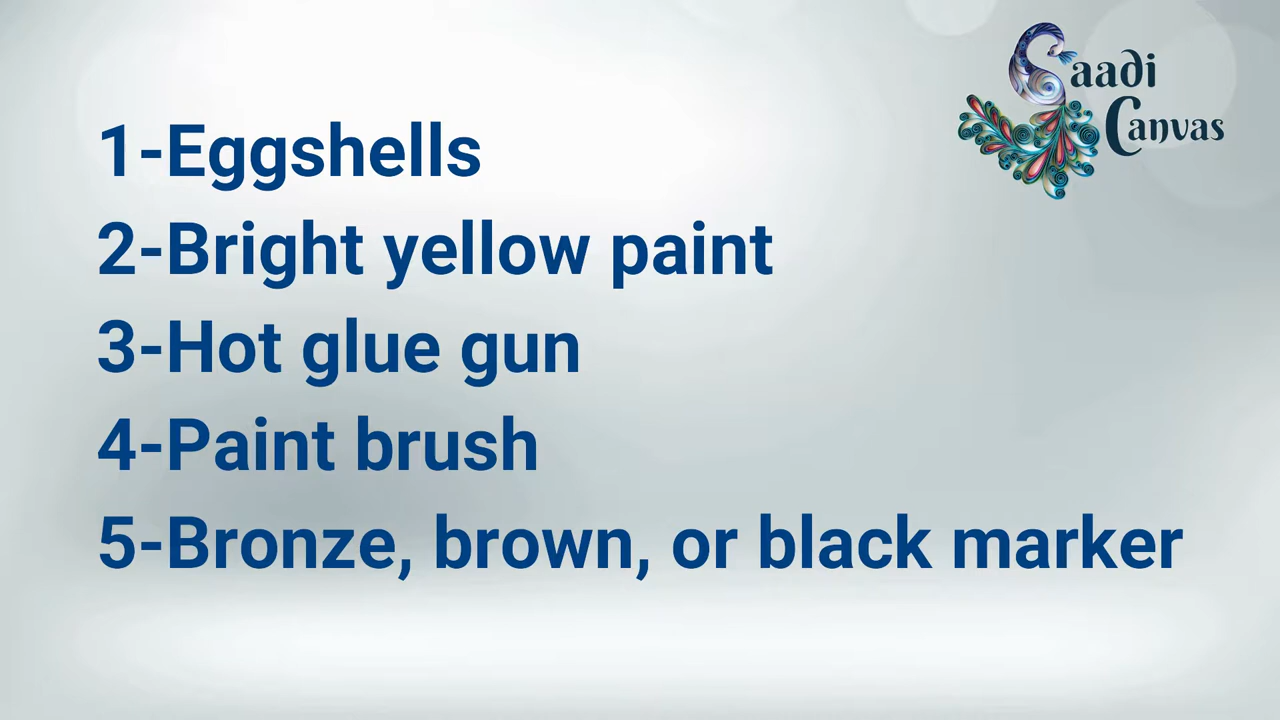 Saadi
Canvas
1-Eggshells
2-Bright yellow paint
3-Hot glue gun
4-Paint brush
5-Bronze, brown, or black marker